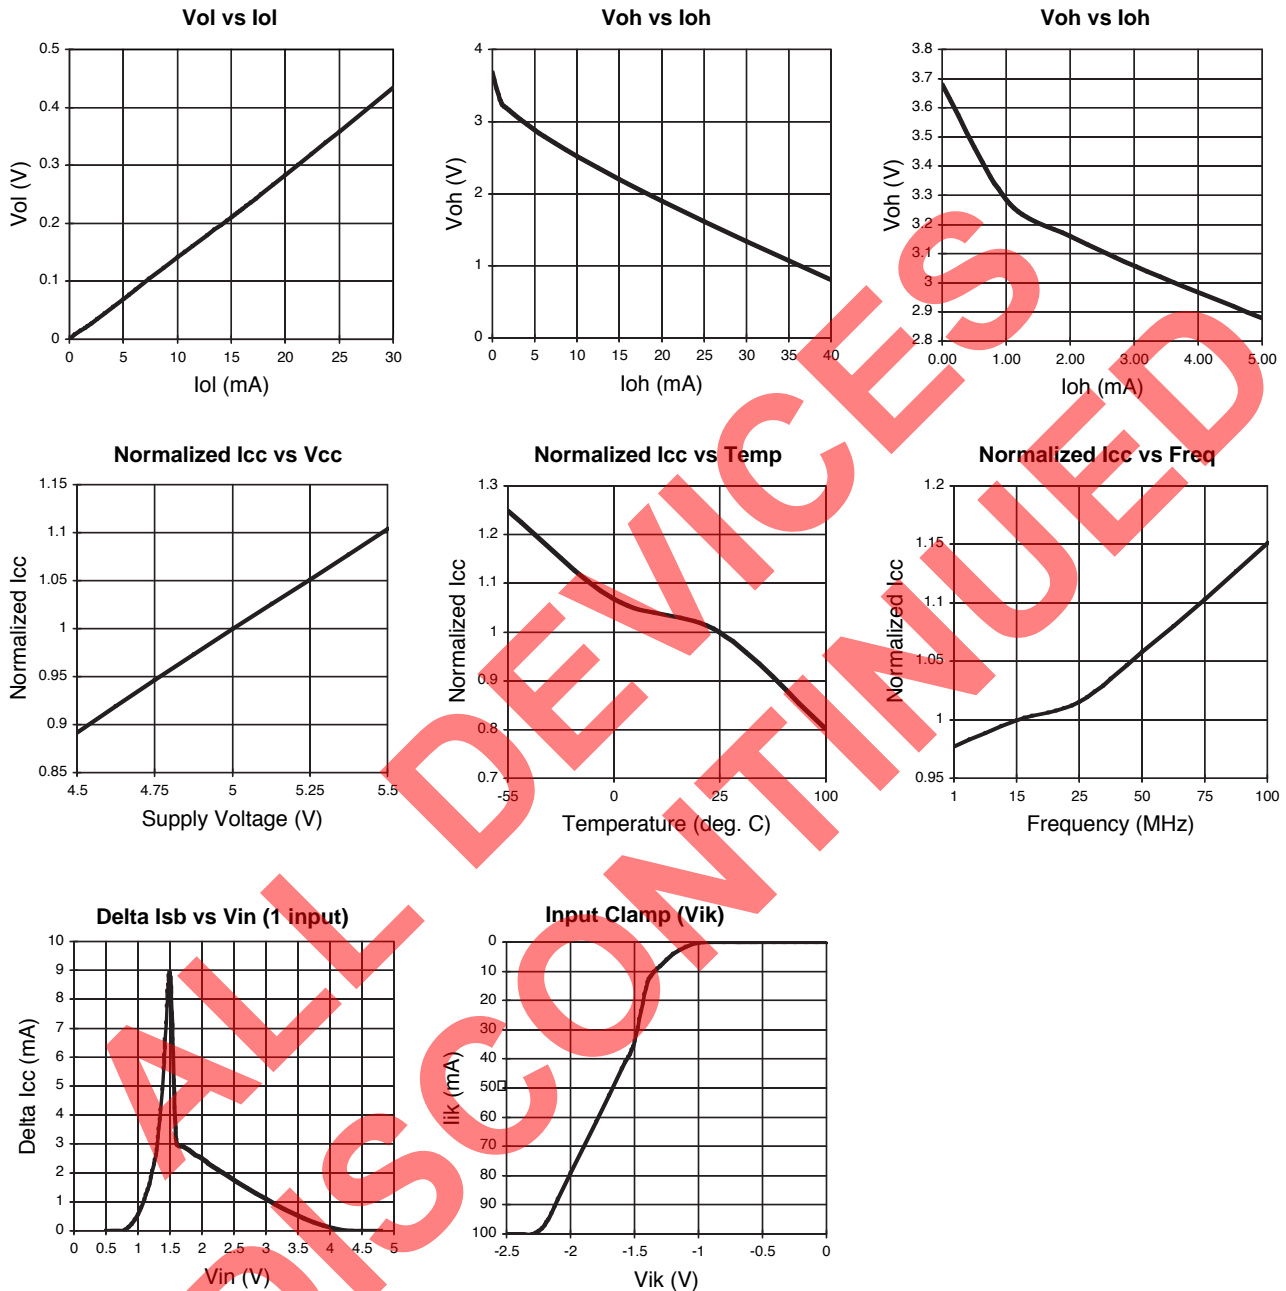 Vol vs Iol
0.5
0.4
0.3
0.2
0.1
0
0 5 10 15 20 25 30
Vol (V)
Iol (mA)
Voh vs Ioh
4
3
2
1
0
0 5 10 15 20 25 30 35 40
Voh (V)
Ioh (mA)
Voh vs Ioh
3.8
3.7
3.6
3.5
3.4
3.3
3.2
3.1
3
2.9
2.8
0.00 1.00 2.00 3.00 4.00 5.00
Voh (V)
Ioh (mA)
Normalized Icc vs Vcc
1.15
1.1
1.05
1
0.95
0.9
0.85
4.5 4.75 5 5.25 5.5
Normalized Icc
Supply Voltage (V)
Normalized Icc vs Temp
1.3
1.2
1.1
1
0.9
0.8
0.7
-55 0 25 100
Normalized Icc
Temperature (deg. C)
Normalized Icc vs Freq
1.2
1.15
1.1
1.05
1
0.95
1 15 25 50 75 100
Normalized Icc
Frequency (MHz)
Delta Isb vs Vin (1 input)
10
9
8
7
6
5
4
3
2
1
0
0 0.5 1 1.5 2 2.5 3 3.5 4 4.5 5
Delta Icc (mA)
Vin (V)
Input Clamp (Vik)
0
10
20
30
40
50
60
70
80
90
100
-2.5 -2 -1.5 -1 -0.5 0
Iik (mA)
Vik (V)
ALL DEVICES
DISCONTINUED